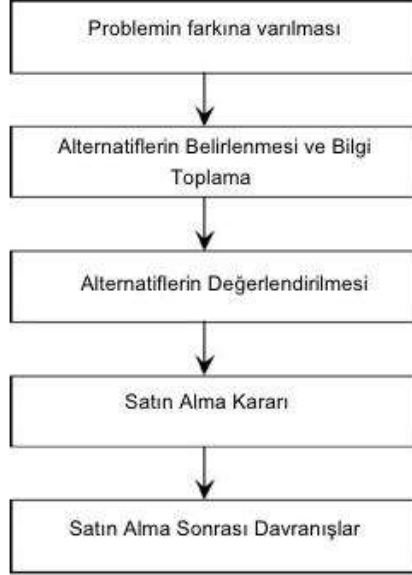 Problemin farkına varılması
Alternatiflerin Belirlenmesi ve Bilgi
Toplama
Alternatiflerin Değerlendirilmesi
Satın Alma Kararı
Satın Alma Sonrası Davranışlar